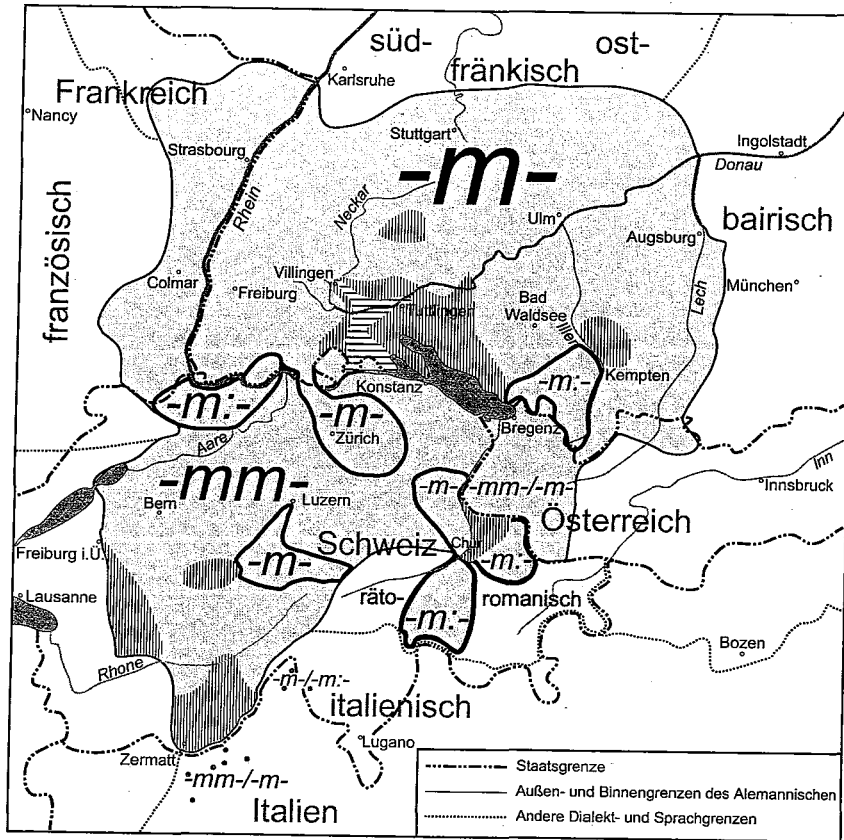 süd- ost-
fränkisch
Karlsruhe
Frankreich
Nancy
Stuttgart
Strasbourg
Ingolstadt
-m-
Donau
Rhein
Neckar
Ulm
bairisch
Augsburg
französisch
Villingen
Colmar
Freiburg
München
Lech
Bad
Waldsee
Tuttlingen
Iller
Konstanz
-m:-
Kempten
-m:-
-m-
Zürich
Bregenz
Aare
Inn
-mm-
-m-
-mm-/-m-
Innsbruck
Bern
Luzern
Österreich
Freiburg i.Ü.
Schweiz
Chur
-m-
-m:-
Lausanne
räto-
romanisch
-m:-
Bozen
Rhone
-m-/-m:-
italienisch
Lugano
Zermatt
-mm-/-m-
Italien
Staatsgrenze
Außen- und Binnengrenzen des Alemannischen
Andere Dialekt- und Sprachgrenzen